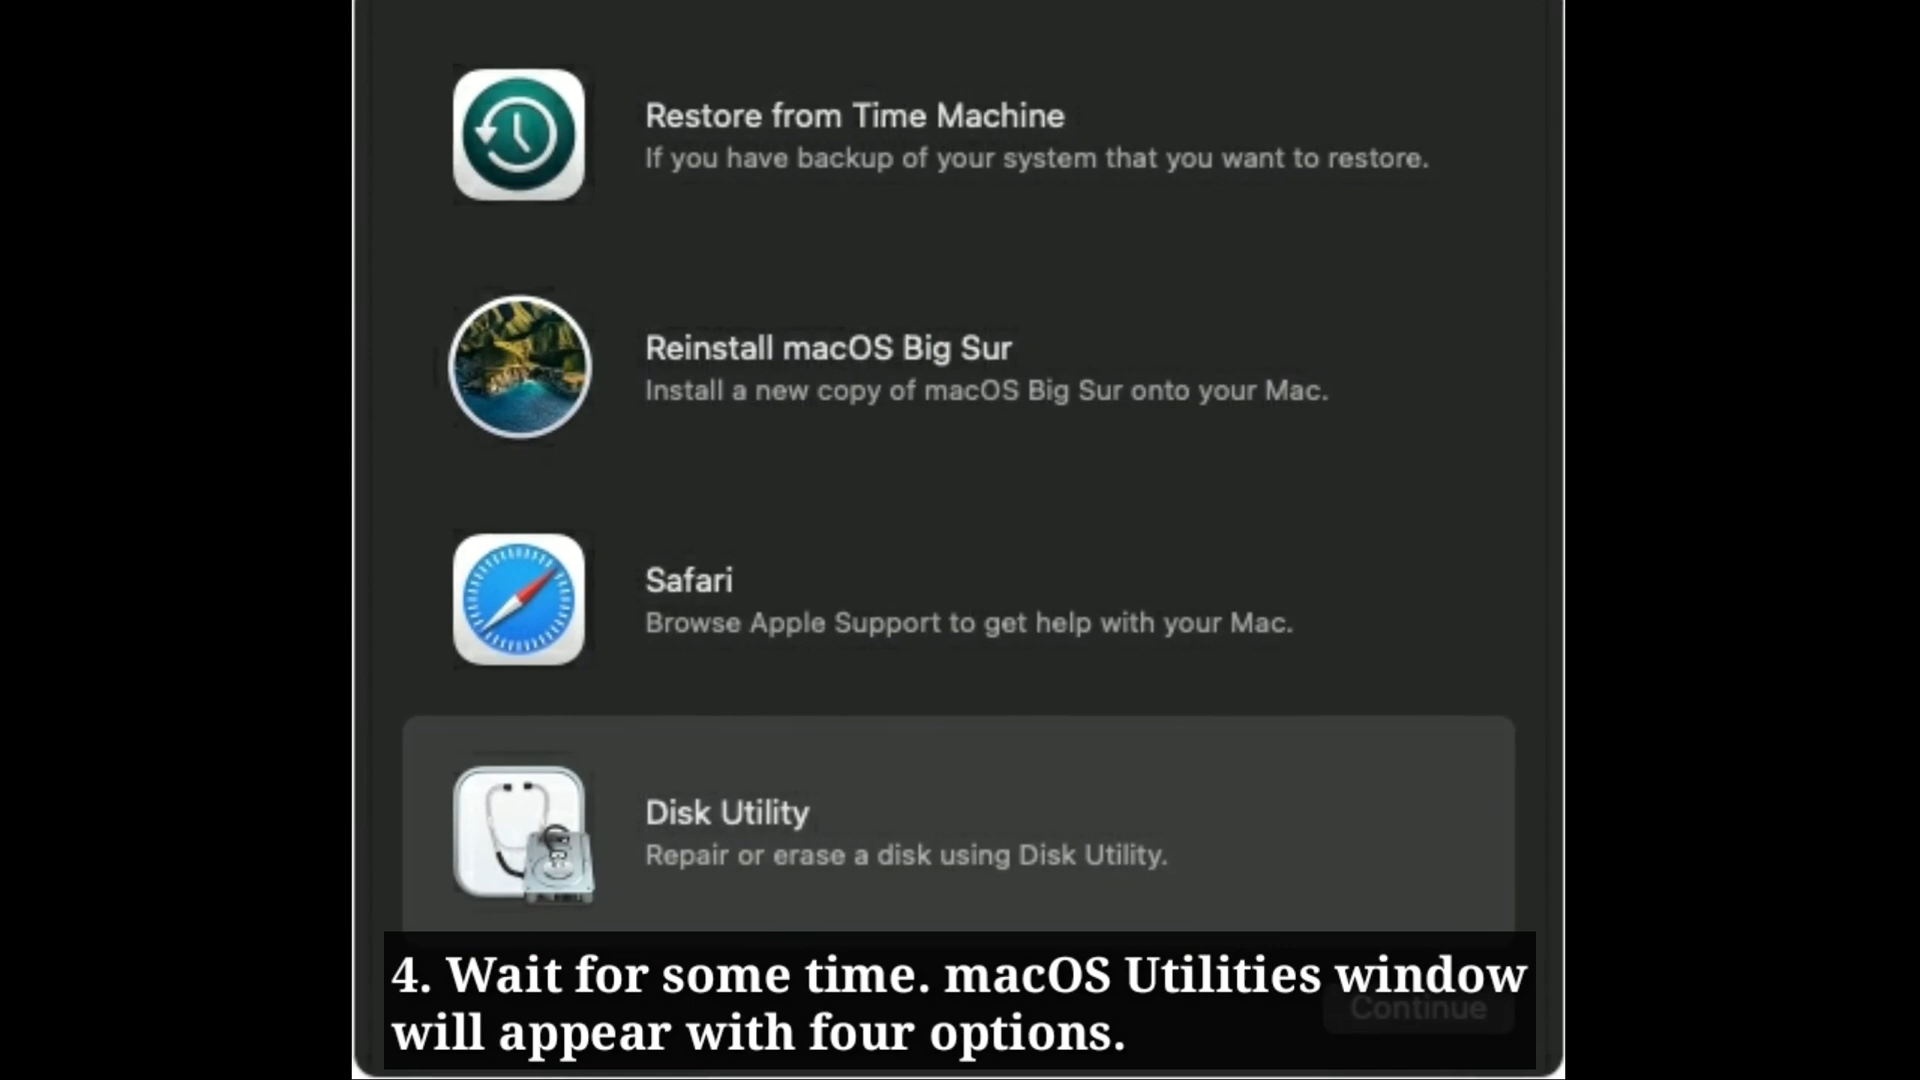 Restore from Time Machine
If you have backup of your system that you want to restore.
Reinstall macOS Big Sur
Install a new copy of macOS Big Sur onto your Mac.
Safari
Browse Apple Support to get help with your Mac.
Disk Utility
Repair or erase a disk using Disk Utility.
4. Wait for some time. macOS Utilities window
Continue
will appear with four options.